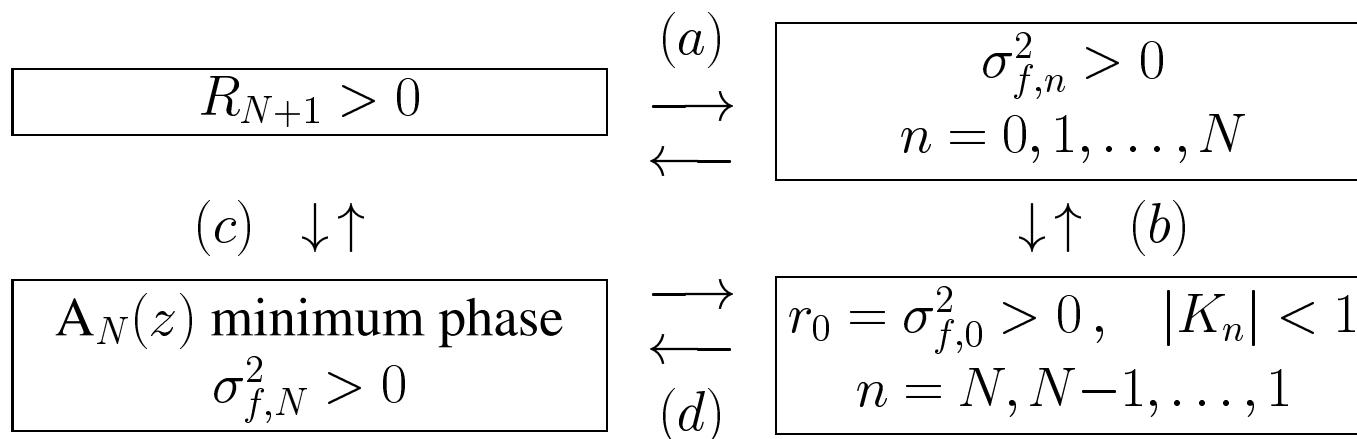 (a)
R_{N+1} > 0
⟶
⟵
σ²_{f,n} > 0
n = 0, 1, . . . , N
(c) ↓↑
↓↑ (b)
A_N(z) minimum phase
σ²_{f,N} > 0
⟶
⟵
(d)
r_0 = σ²_{f,0} > 0 , |K_n| < 1
n = N, N−1, . . . , 1